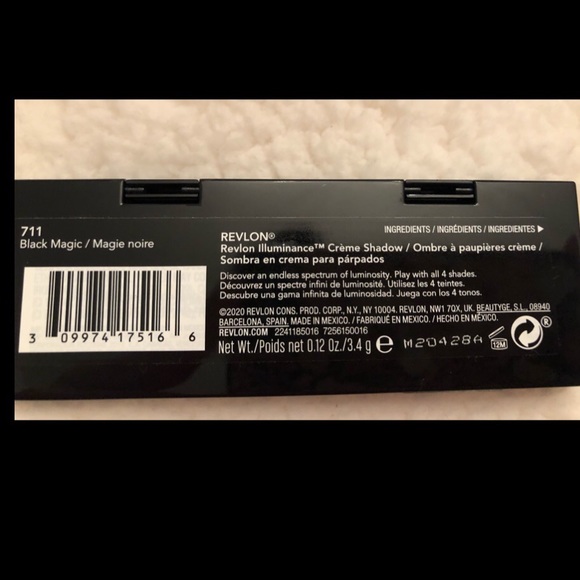 711
Black Magic / Magie noire
3 09974 17516 6
INGREDIENTS / INGRÉDIENTS / INGREDIENTES ▶
REVLON®
Revlon Illuminance™ Crème Shadow / Ombre à paupières crème /
Sombra en crema para párpados
Discover an endless spectrum of luminosity. Play with all 4 shades.
Découvrez un spectre infini de luminosité. Utilisez les 4 teintes.
Descubre una gama infinita de luminosidad. Juega con los 4 tonos.
©2020 REVLON CONS. PROD. CORP., N.Y., NY 10004. REVLON, NW1 7QX, UK. BEAUTYGE, S.L., 08940
BARCELONA, SPAIN. MADE IN MEXICO. / FABRIQUÉ EN MEXICO. / HECHO EN MÉXICO.
REVLON.COM 2241185016 7256150016
Net Wt./Poids net 0.12 Oz./3.4 g e M20428A 12M ®